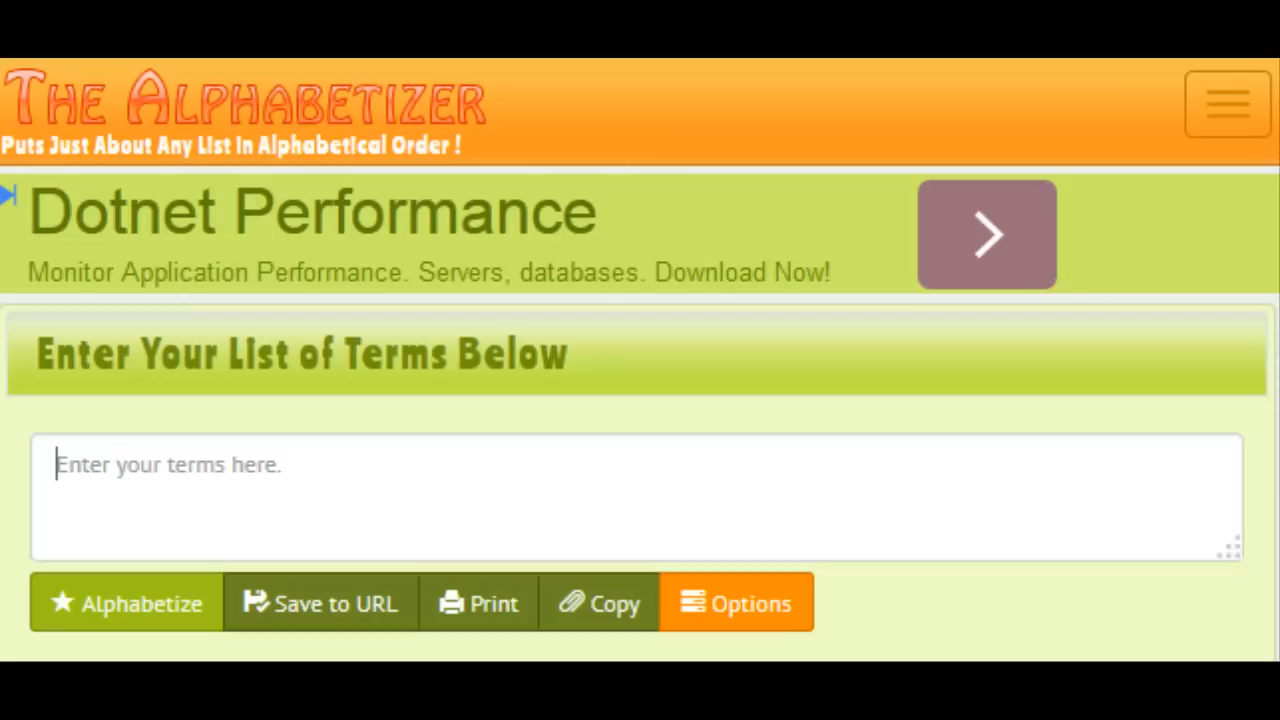 The Alphabetizer
Puts Just About Any List in Alphabetical Order !
Dotnet Performance
Monitor Application Performance. Servers, databases. Download Now!
Enter Your List of Terms Below
Enter your terms here.
Alphabetize Save to URL Print Copy Options